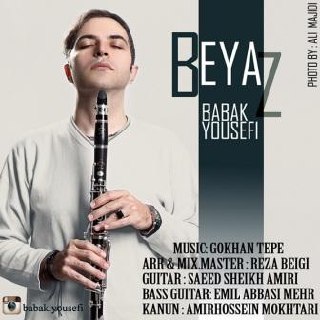 BEYAZ
BABAK
YOUSEFI
PHOTO BY : ALI MAJIDI
MUSIC: GOKHAN TEPE
ARR & MIX.MASTER : REZA BEIGI
GUITAR : SAEED SHEIKH AMIRI
BASS GUITAR: EMIL ABBASI MEHR
KANUN : AMIRHOSSEIN MOKHTARI
babak.yousefi